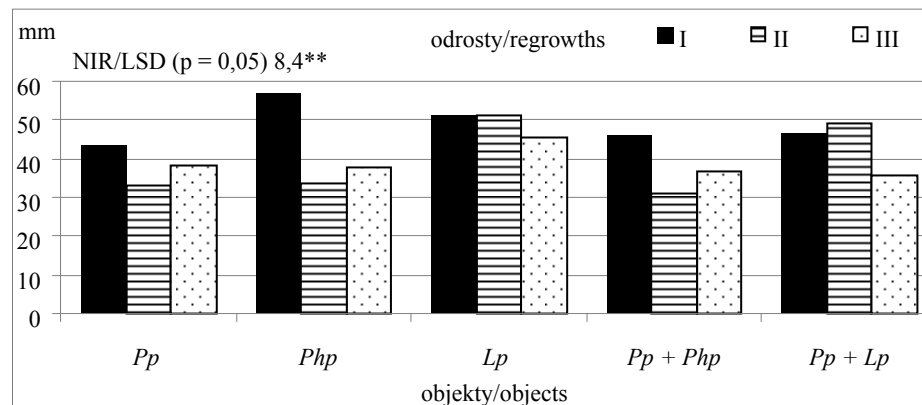 mm
odrosty/regrowths I II III
NIR/LSD (p = 0,05) 8,4**
60
50
40
30
20
10
0
Pp Php Lp Pp + Php Pp + Lp
objekty/objects